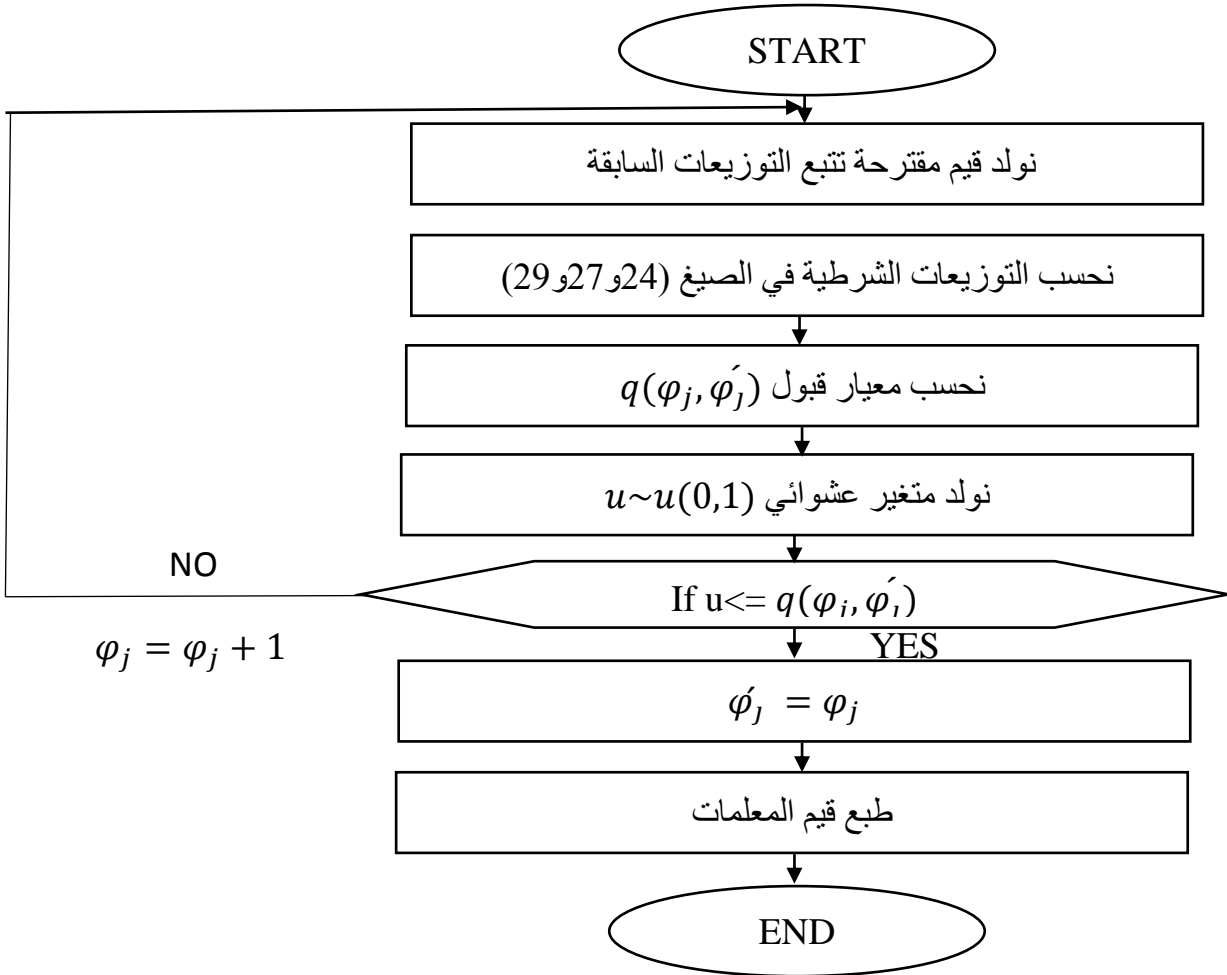 START
نولد قيم مقترحة تتبع التوزيعات السابقة
نحسب التوزيعات الشرطية في الصيغ (24و27و29)
نحسب معيار قبول q(φⱼ, φ́ⱼ)
نولد متغير عشوائي u~u(0,1)
NO
If u<= q(φⱼ, φ́ⱼ)
φⱼ = φⱼ + 1
YES
φ́ⱼ = φⱼ
طبع قيم المعلمات
END